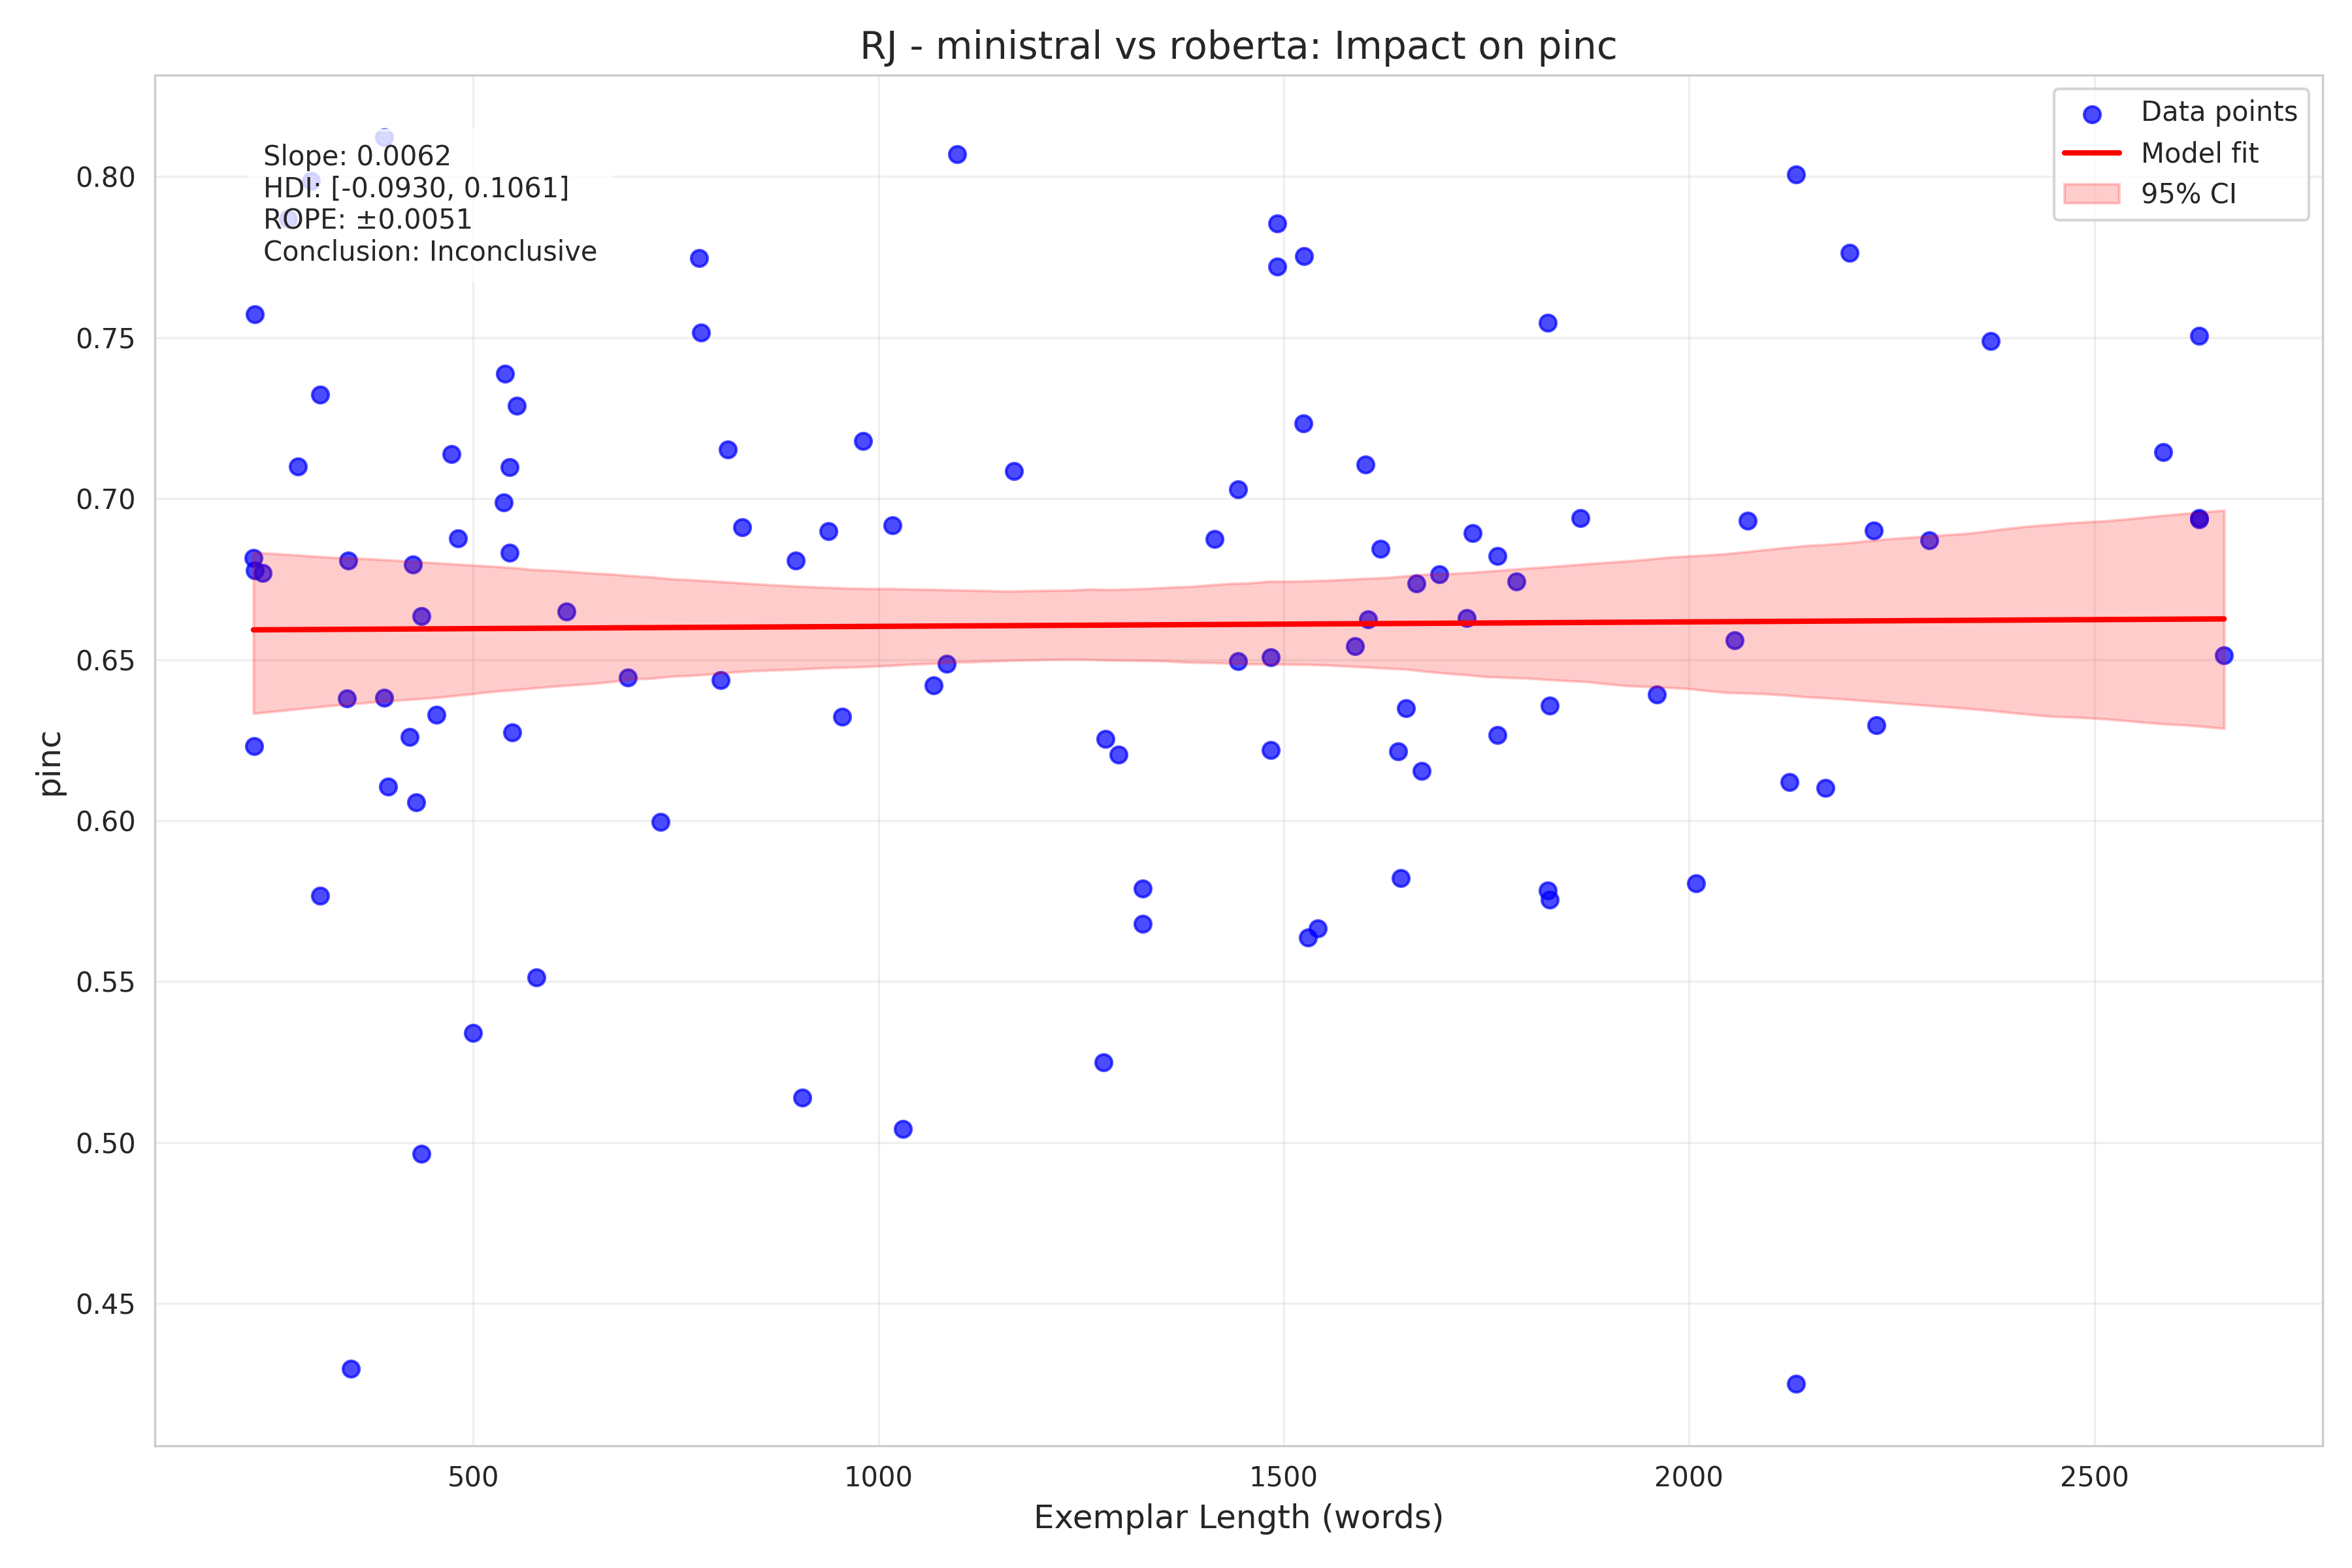 RJ - ministral vs roberta: Impact on pinc
Slope: 0.0062
HDI: [-0.0930, 0.1061]
ROPE: ±0.0051
Conclusion: Inconclusive
Data points
Model fit
95% CI
pinc
0.80
0.75
0.70
0.65
0.60
0.55
0.50
0.45
500 1000 1500 2000 2500
Exemplar Length (words)